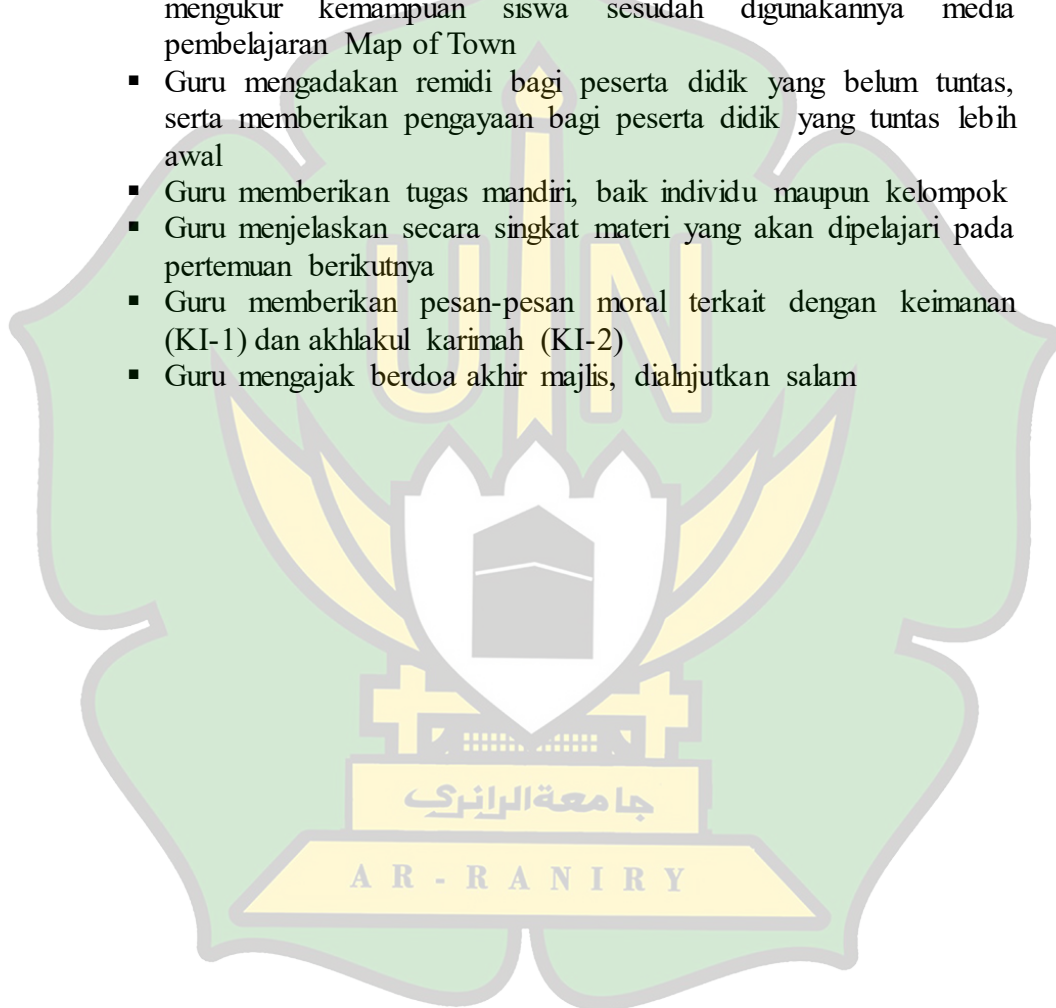 mengukur kemampuan siswa sesudah digunakannya media
pembelajaran Map of Town
▪ Guru mengadakan remidi bagi peserta didik yang belum tuntas,
serta memberikan pengayaan bagi peserta didik yang tuntas lebih
awal
▪ Guru memberikan tugas mandiri, baik individu maupun kelompok
▪ Guru menjelaskan secara singkat materi yang akan dipelajari pada
pertemuan berikutnya
▪ Guru memberikan pesan-pesan moral terkait dengan keimanan
(KI-1) dan akhlakul karimah (KI-2)
▪ Guru mengajak berdoa akhir majlis, dialnjutkan salam
UIN
جامعة الرانري
AR-RANIRY